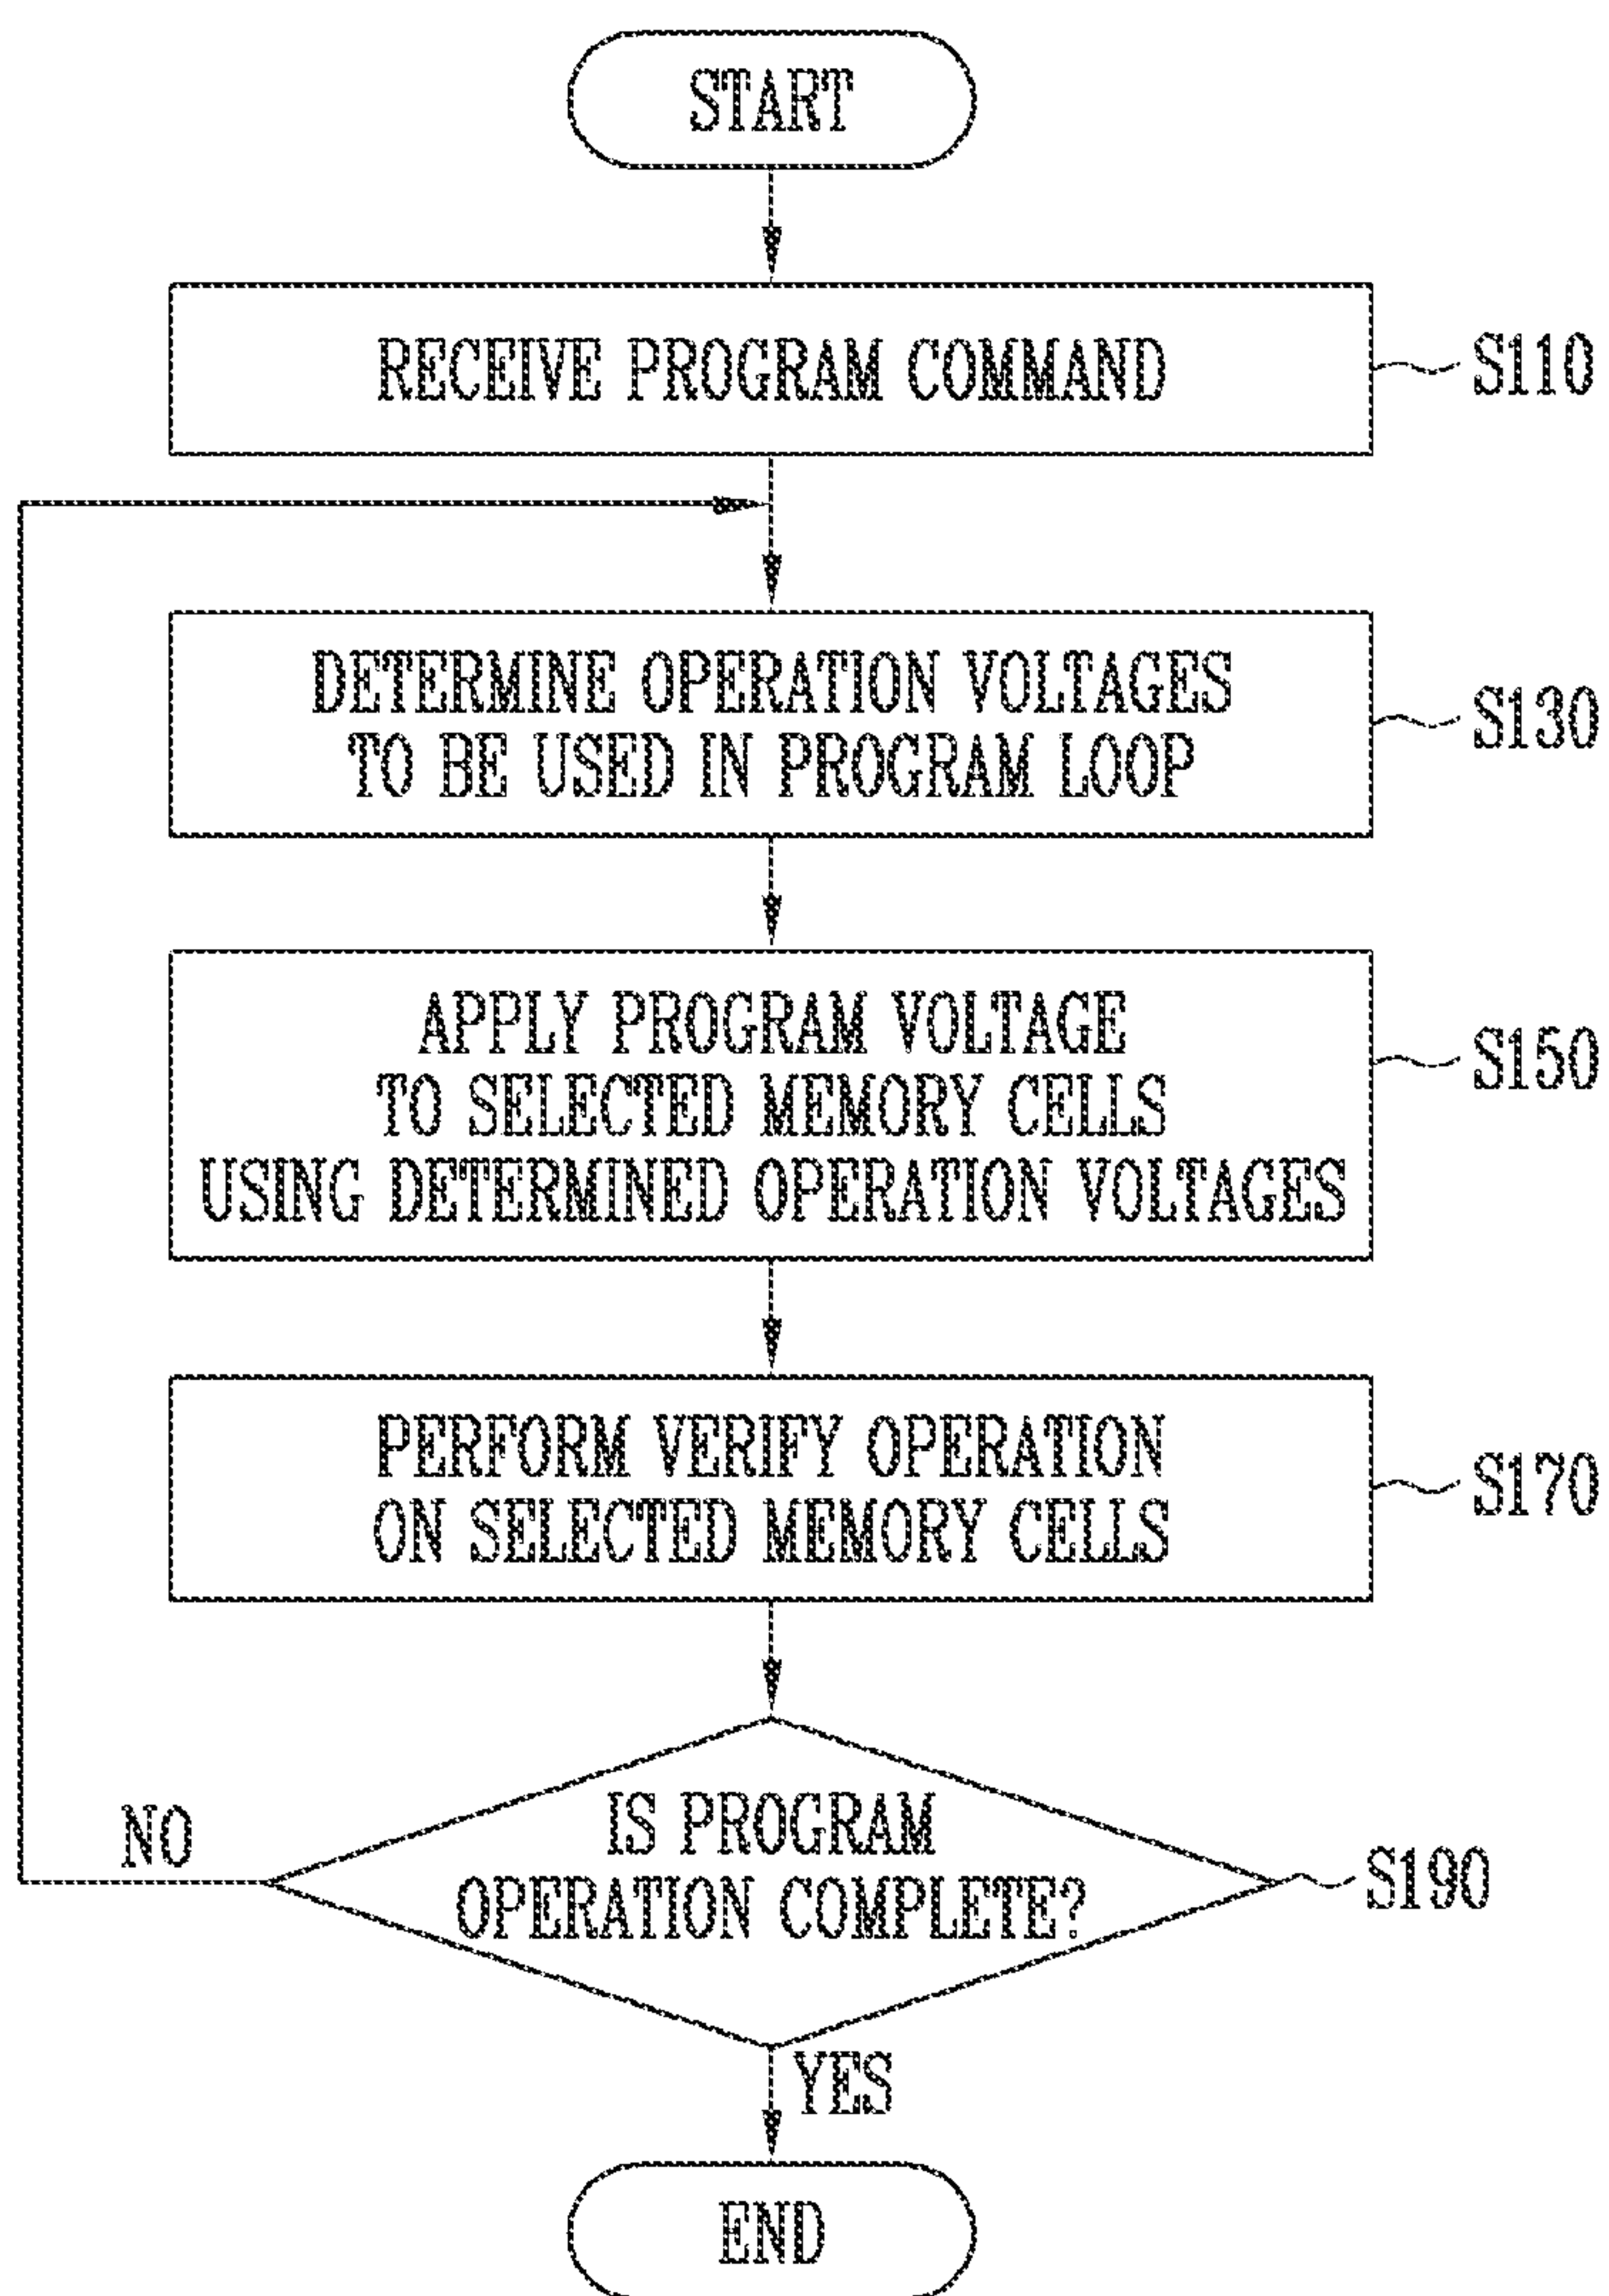 START
RECEIVE PROGRAM COMMAND
S110
DETERMINE OPERATION VOLTAGES
TO BE USED IN PROGRAM LOOP
S130
APPLY PROGRAM VOLTAGE
TO SELECTED MEMORY CELLS
USING DETERMINED OPERATION VOLTAGES
S150
PERFORM VERIFY OPERATION
ON SELECTED MEMORY CELLS
S170
IS PROGRAM
OPERATION COMPLETE?
S190
NO
YES
END